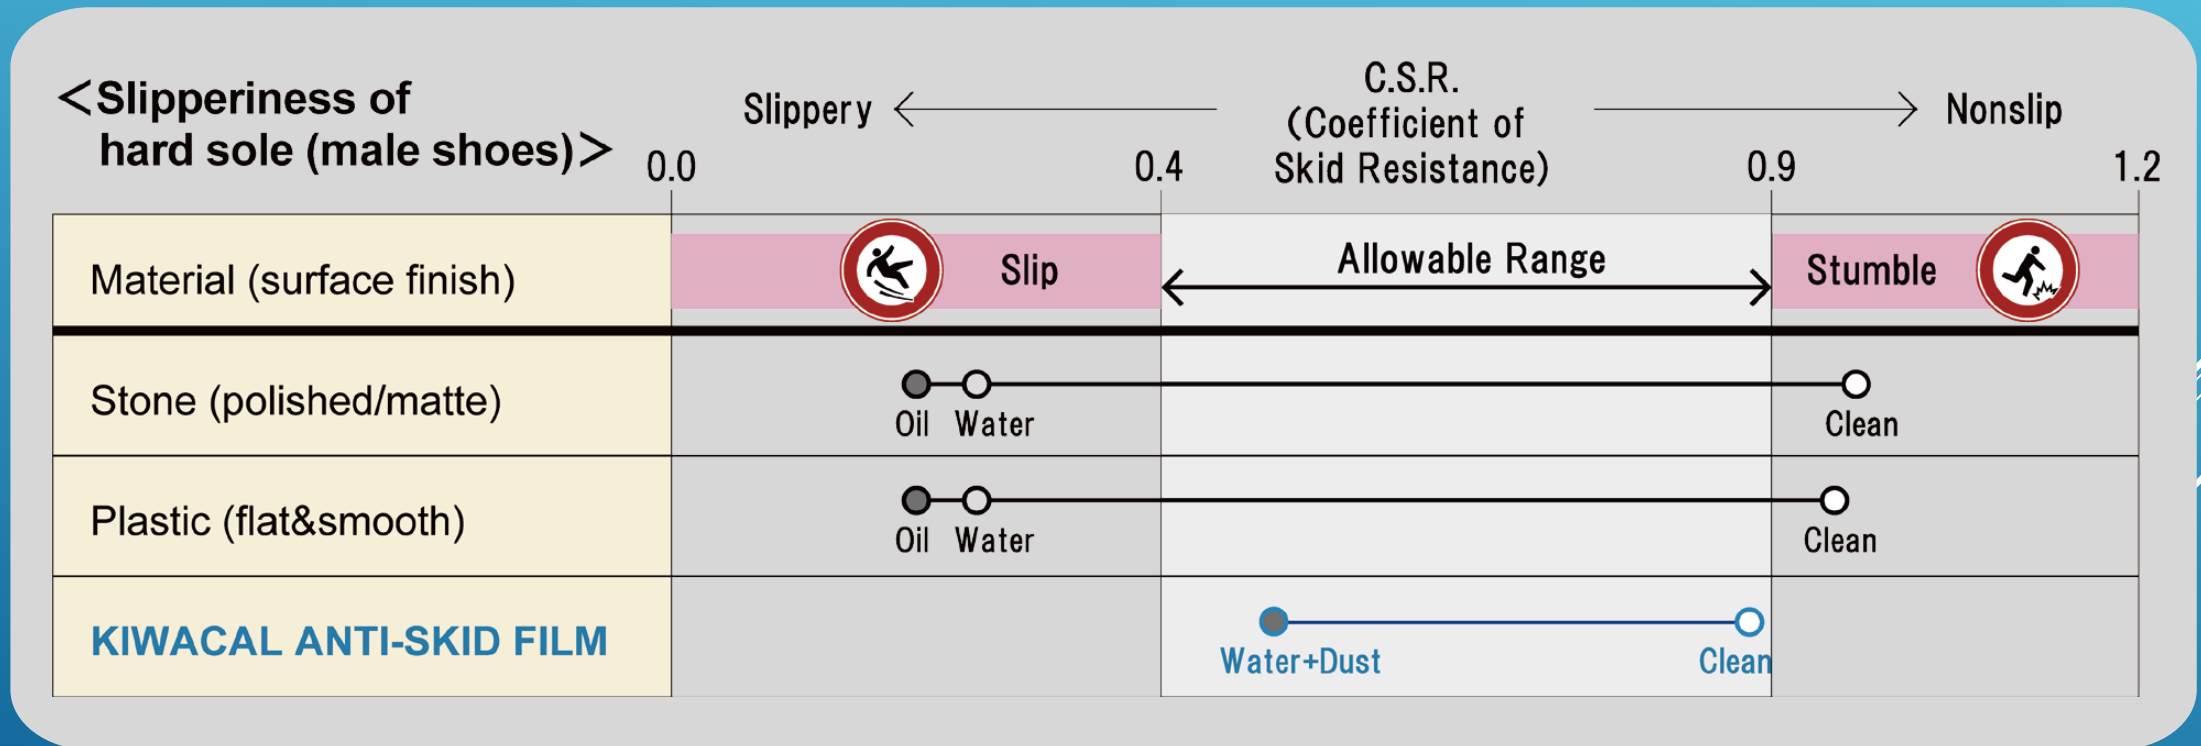 <Slipperiness of
hard sole (male shoes)>
Slippery
C.S.R.
(Coefficient of
Skid Resistance)
Nonslip
0.0
0.4
0.9
1.2
Material (surface finish)
Slip
Allowable Range
Stumble
Stone (polished/matte)
Oil Water Clean
Plastic (flat&smooth)
Oil Water Clean
KIWACAL ANTI-SKID FILM
Water+Dust Clean